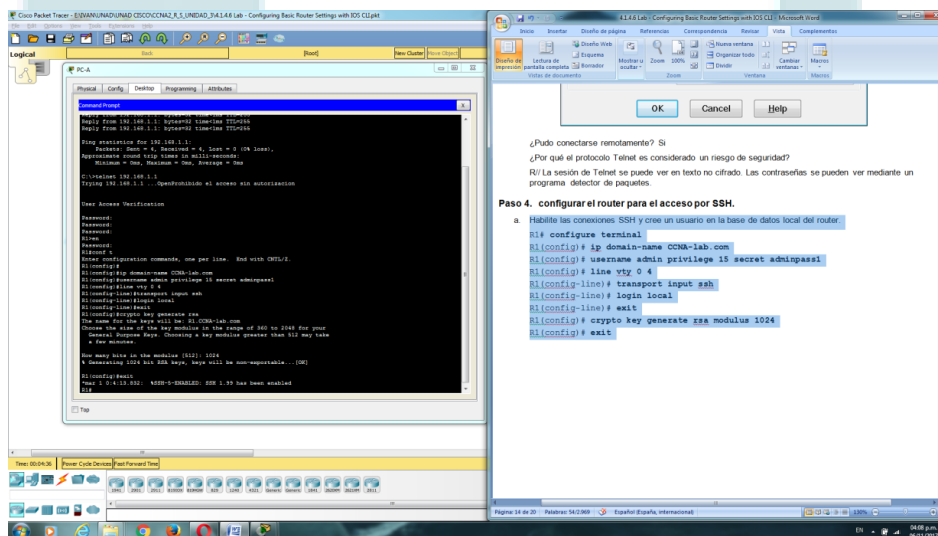 Cisco Packet Tracer - E:\IVAN\UNAD\UNAD CISCO\CCNA2_R_S_UNIDAD_3\4.1.4.6 Lab - Configuring Basic Router Settings with IOS CLI.pkt
File Edit Options View Tools Extensions Help
Logical
Back
[Root]
New Cluster
Move Object
PC-A
Physical Config Desktop Programming Attributes
Command Prompt
X
Reply from 192.168.1.1: bytes=32 time=1ms TTL=255
Reply from 192.168.1.1: bytes=32 time<1ms TTL=255
Ping statistics for 192.168.1.1:
Packets: Sent = 4, Received = 4, Lost = 0 (0% loss),
Approximate round trip times in milli-seconds:
Minimum = 0ms, Maximum = 0ms, Average = 0ms
C:\>telnet 192.168.1.1
Trying 192.168.1.1 ...OpenProhibido el acceso sin autorizacion
User Access Verification
Password:
Password:
Password:
R1>en
Password:
R1#conf t
Enter configuration commands, one per line. End with CNTL/Z.
R1(config)#
R1(config)#ip domain-name CCNA-lab.com
R1(config)#username admin privilege 15 secret adminpass1
R1(config)#line vty 0 4
R1(config-line)#transport input ssh
R1(config-line)#login local
R1(config-line)#exit
R1(config)#crypto key generate rsa
The name for the keys will be: R1.CCNA-lab.com
Choose the size of the key modulus in the range of 360 to 2048 for your
General Purpose Keys. Choosing a key modulus greater than 512 may take
a few minutes.
How many bits in the modulus [512]: 1024
% Generating 1024 bit RSA keys, keys will be non-exportable...[OK]
R1(config)#exit
*mar 1 0:4:13.832: %SSH-5-ENABLED: SSH 1.99 has been enabled
R1#
Top
Time: 00:04:36
Power Cycle Devices Fast Forward Time
4.1.4.6 Lab - Configuring Basic Router Settings with IOS CLI - Microsoft Word
Inicio Insertar Diseño de página Referencias Correspondencia Revisar Vista Complementos
Diseño de impresión
Lectura de pantalla completa
Diseño Web
Esquema
Borrador
Mostrar u ocultar
Zoom
100%
Nueva ventana
Organizar todo
Dividir
Cambiar ventanas
Macros
Vistas de documento
Zoom
Ventana
Macros
OK Cancel Help
¿Pudo conectarse remotamente? Si
¿Por qué el protocolo Telnet es considerado un riesgo de seguridad?
R// La sesión de Telnet se puede ver en texto no cifrado. Las contraseñas se pueden ver mediante un
programa detector de paquetes.
Paso 4. configurar el router para el acceso por SSH.
a. Habilite las conexiones SSH y cree un usuario en la base de datos local del router.
R1# configure terminal
R1(config)# ip domain-name CCNA-lab.com
R1(config)# username admin privilege 15 secret adminpass1
R1(config)# line vty 0 4
R1(config-line)# transport input ssh
R1(config-line)# login local
R1(config-line)# exit
R1(config)# crypto key generate rsa modulus 1024
R1(config)# exit
Página: 14 de 20 Palabras: 54/2.969 Español (España, internacional) 130%
EN
04:08 p.m.